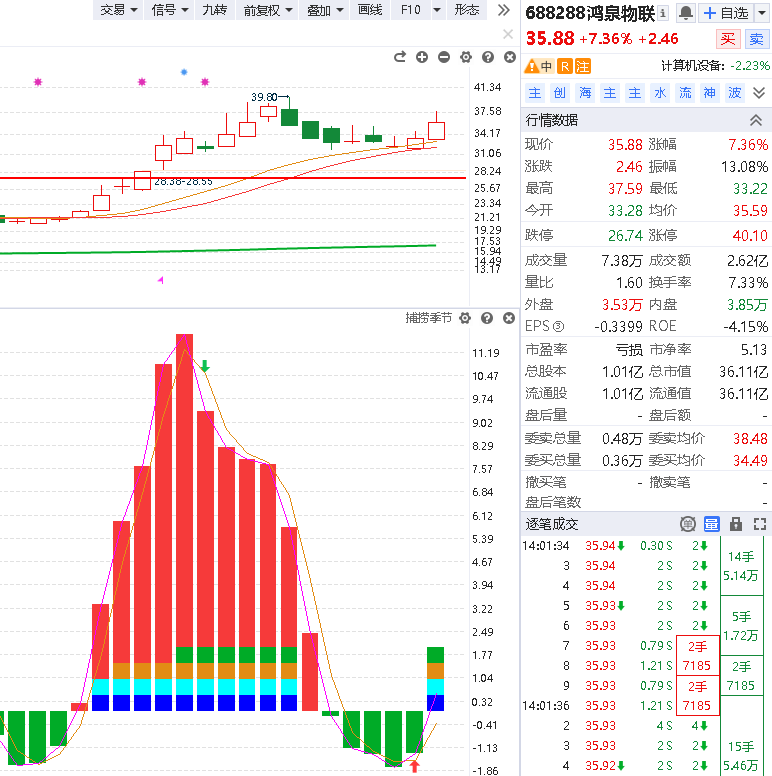 交易 信号 九转 前复权 叠加 画线 F10 形态
39.80
28.38-28.55
41.34
37.58
34.17
31.06
28.24
25.67
23.34
21.21
19.29
17.53
15.94
14.49
13.17
捕捞季节
11.19
10.47
9.74
9.02
8.29
7.57
6.84
6.12
5.39
4.67
3.94
3.22
2.49
1.77
1.04
0.32
-0.41
-1.13
-1.86
688288鸿泉物联 自选
35.88 +7.36% +2.46 买 卖
中 R 注 计算机设备: -2.23%
主 创 海 主 主 水 流 神 波
行情数据
现价 35.88 涨幅 7.36%
涨跌 2.46 振幅 13.08%
最高 37.59 最低 33.22
今开 33.28 均价 35.59
跌停 26.74 涨停 40.10
成交量 7.38万 成交额 2.62亿
量比 1.60 换手率 7.33%
外盘 3.53万 内盘 3.85万
EPS③ -0.3399 ROE -4.15%
市盈率 亏损 市净率 5.13
总股本 1.01亿 总市值 36.11亿
流通股 1.01亿 流通值 36.11亿
盘后量 - 盘后额 -
委卖总量 0.48万 委卖均价 38.48
委买总量 0.36万 委买均价 34.49
撤买笔 - 撤卖笔 -
盘后笔数 -
逐笔成交 单 量
14:01:34 35.94 0.30 S 2
3 35.94 2 S 2
4 35.94 2 S 2
5 35.93 2 S 2
6 35.93 2 S 2
7 35.93 0.79 S
8 35.93 1.21 S
9 35.93 0.79 S
14:01:36 35.93 1.21 S
2 35.93 4 S 4
3 35.93 2 S 2
4 35.92 2 S 2
2手
7185
2手
7185
14手
5.14万
5手
1.72万
2手
7185
15手
5.46万